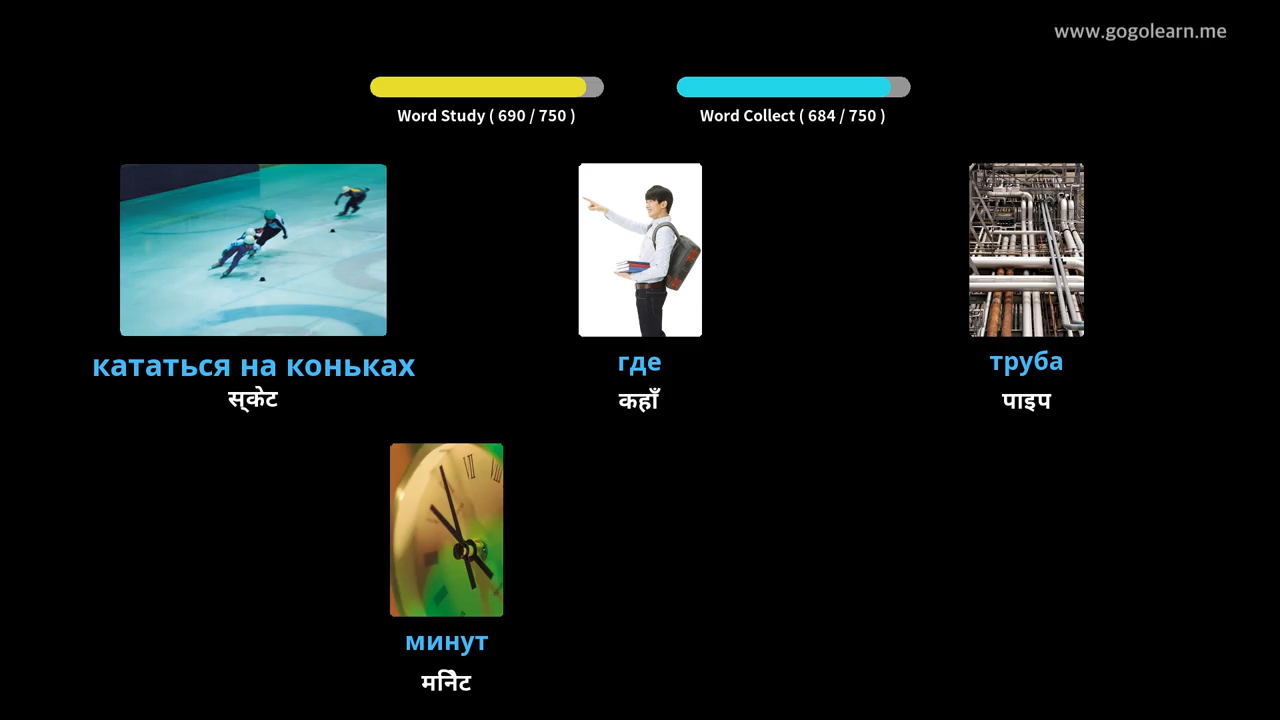 www.gogolearn.me
Word Study ( 690 / 750 )
Word Collect ( 684 / 750 )
кататься на коньках
где
труба
स्केट
कहाँ
पाइप
минут
मिनिट